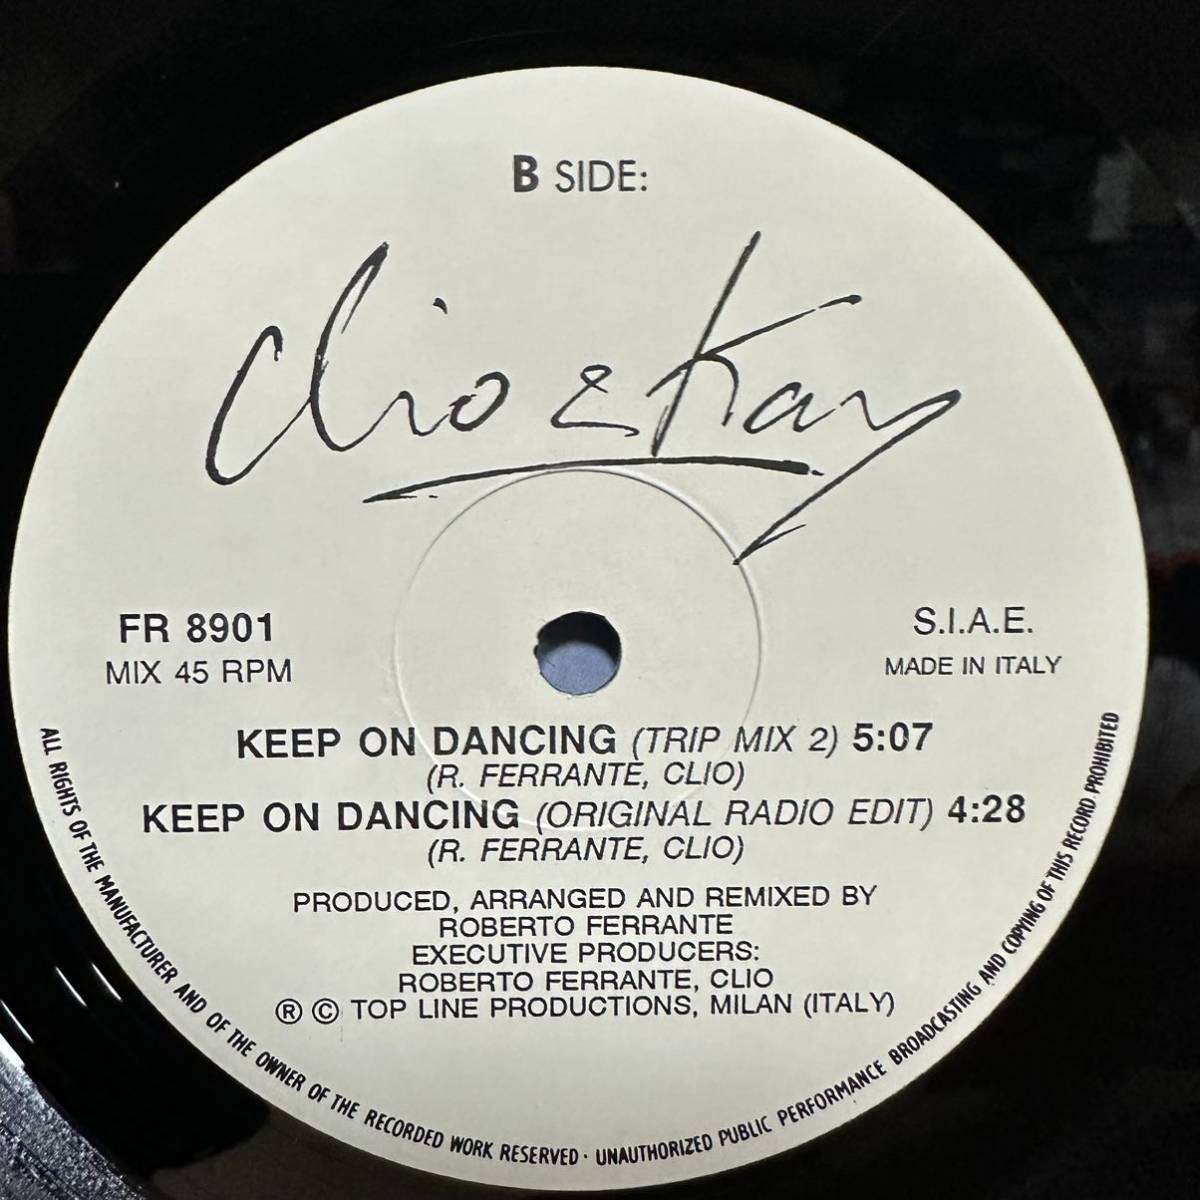 B SIDE:
Clio & Kay
FR 8901
MIX 45 RPM
S.I.A.E.
MADE IN ITALY
KEEP ON DANCING (TRIP MIX 2) 5:07
(R. FERRANTE, CLIO)
KEEP ON DANCING (ORIGINAL RADIO EDIT) 4:28
(R. FERRANTE, CLIO)
PRODUCED, ARRANGED AND REMIXED BY
ROBERTO FERRANTE
EXECUTIVE PRODUCERS:
ROBERTO FERRANTE, CLIO
® © TOP LINE PRODUCTIONS, MILAN (ITALY)
ALL RIGHTS OF THE MANUFACTURER AND OF THE OWNER OF THE RECORDED WORK RESERVED · UNAUTHORIZED PUBLIC PERFORMANCE BROADCASTING AND COPYING OF THIS RECORD PROHIBITED